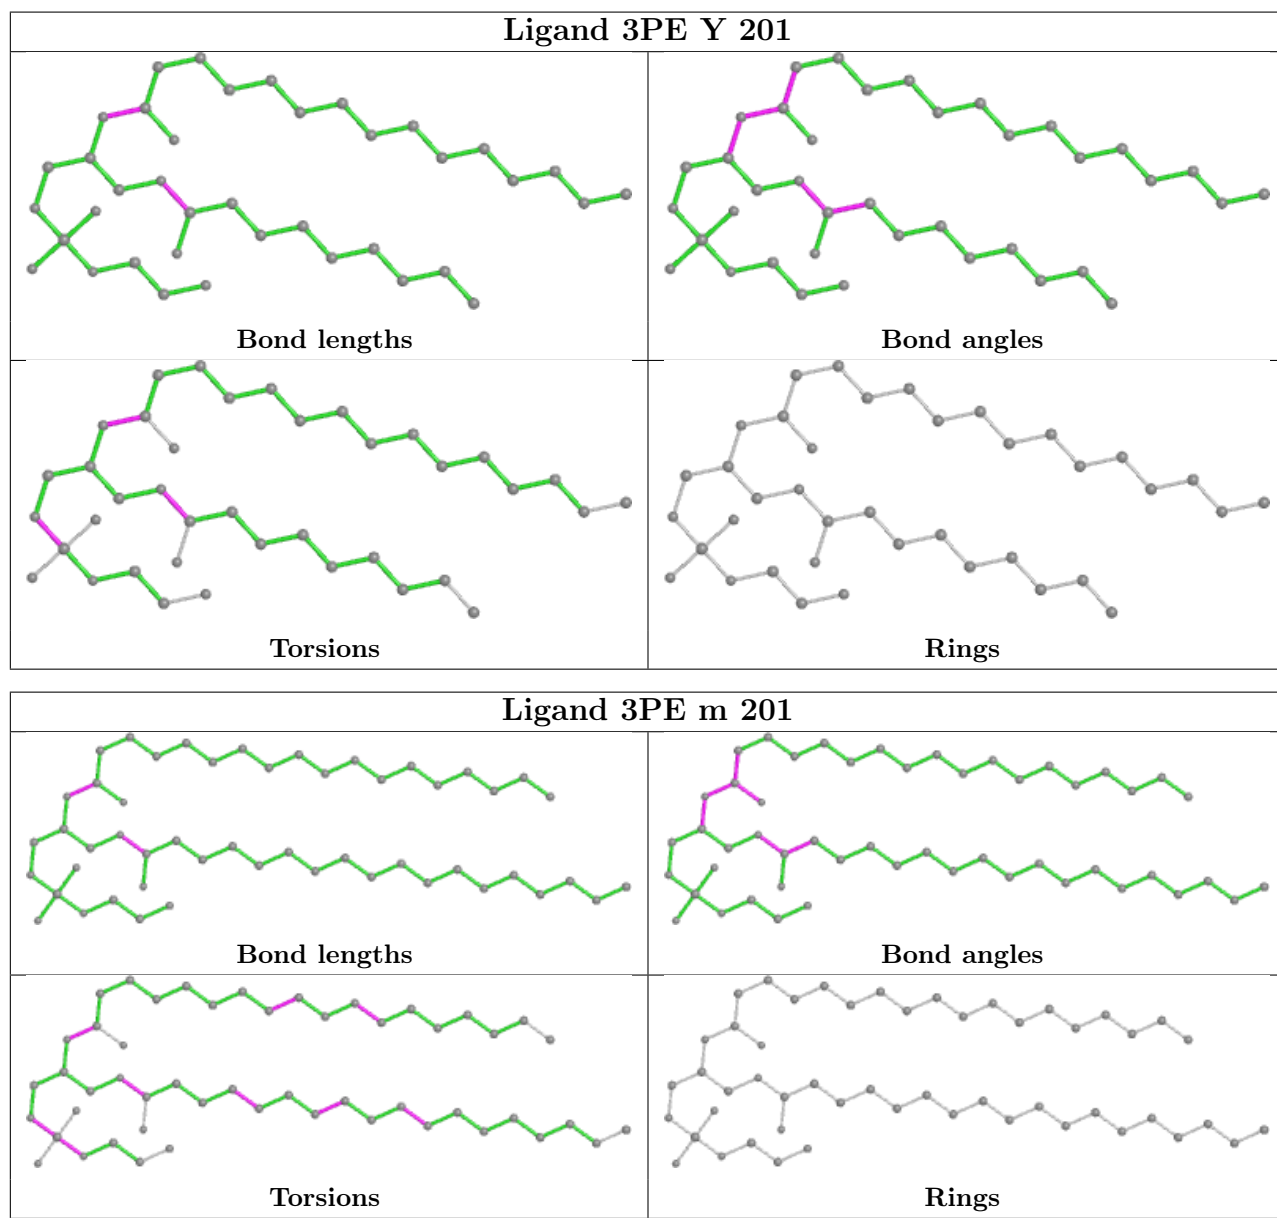 Ligand 3PE Y 201
Bond lengths
Bond angles
Torsions
Rings
Ligand 3PE m 201
Bond lengths
Bond angles
Torsions
Rings